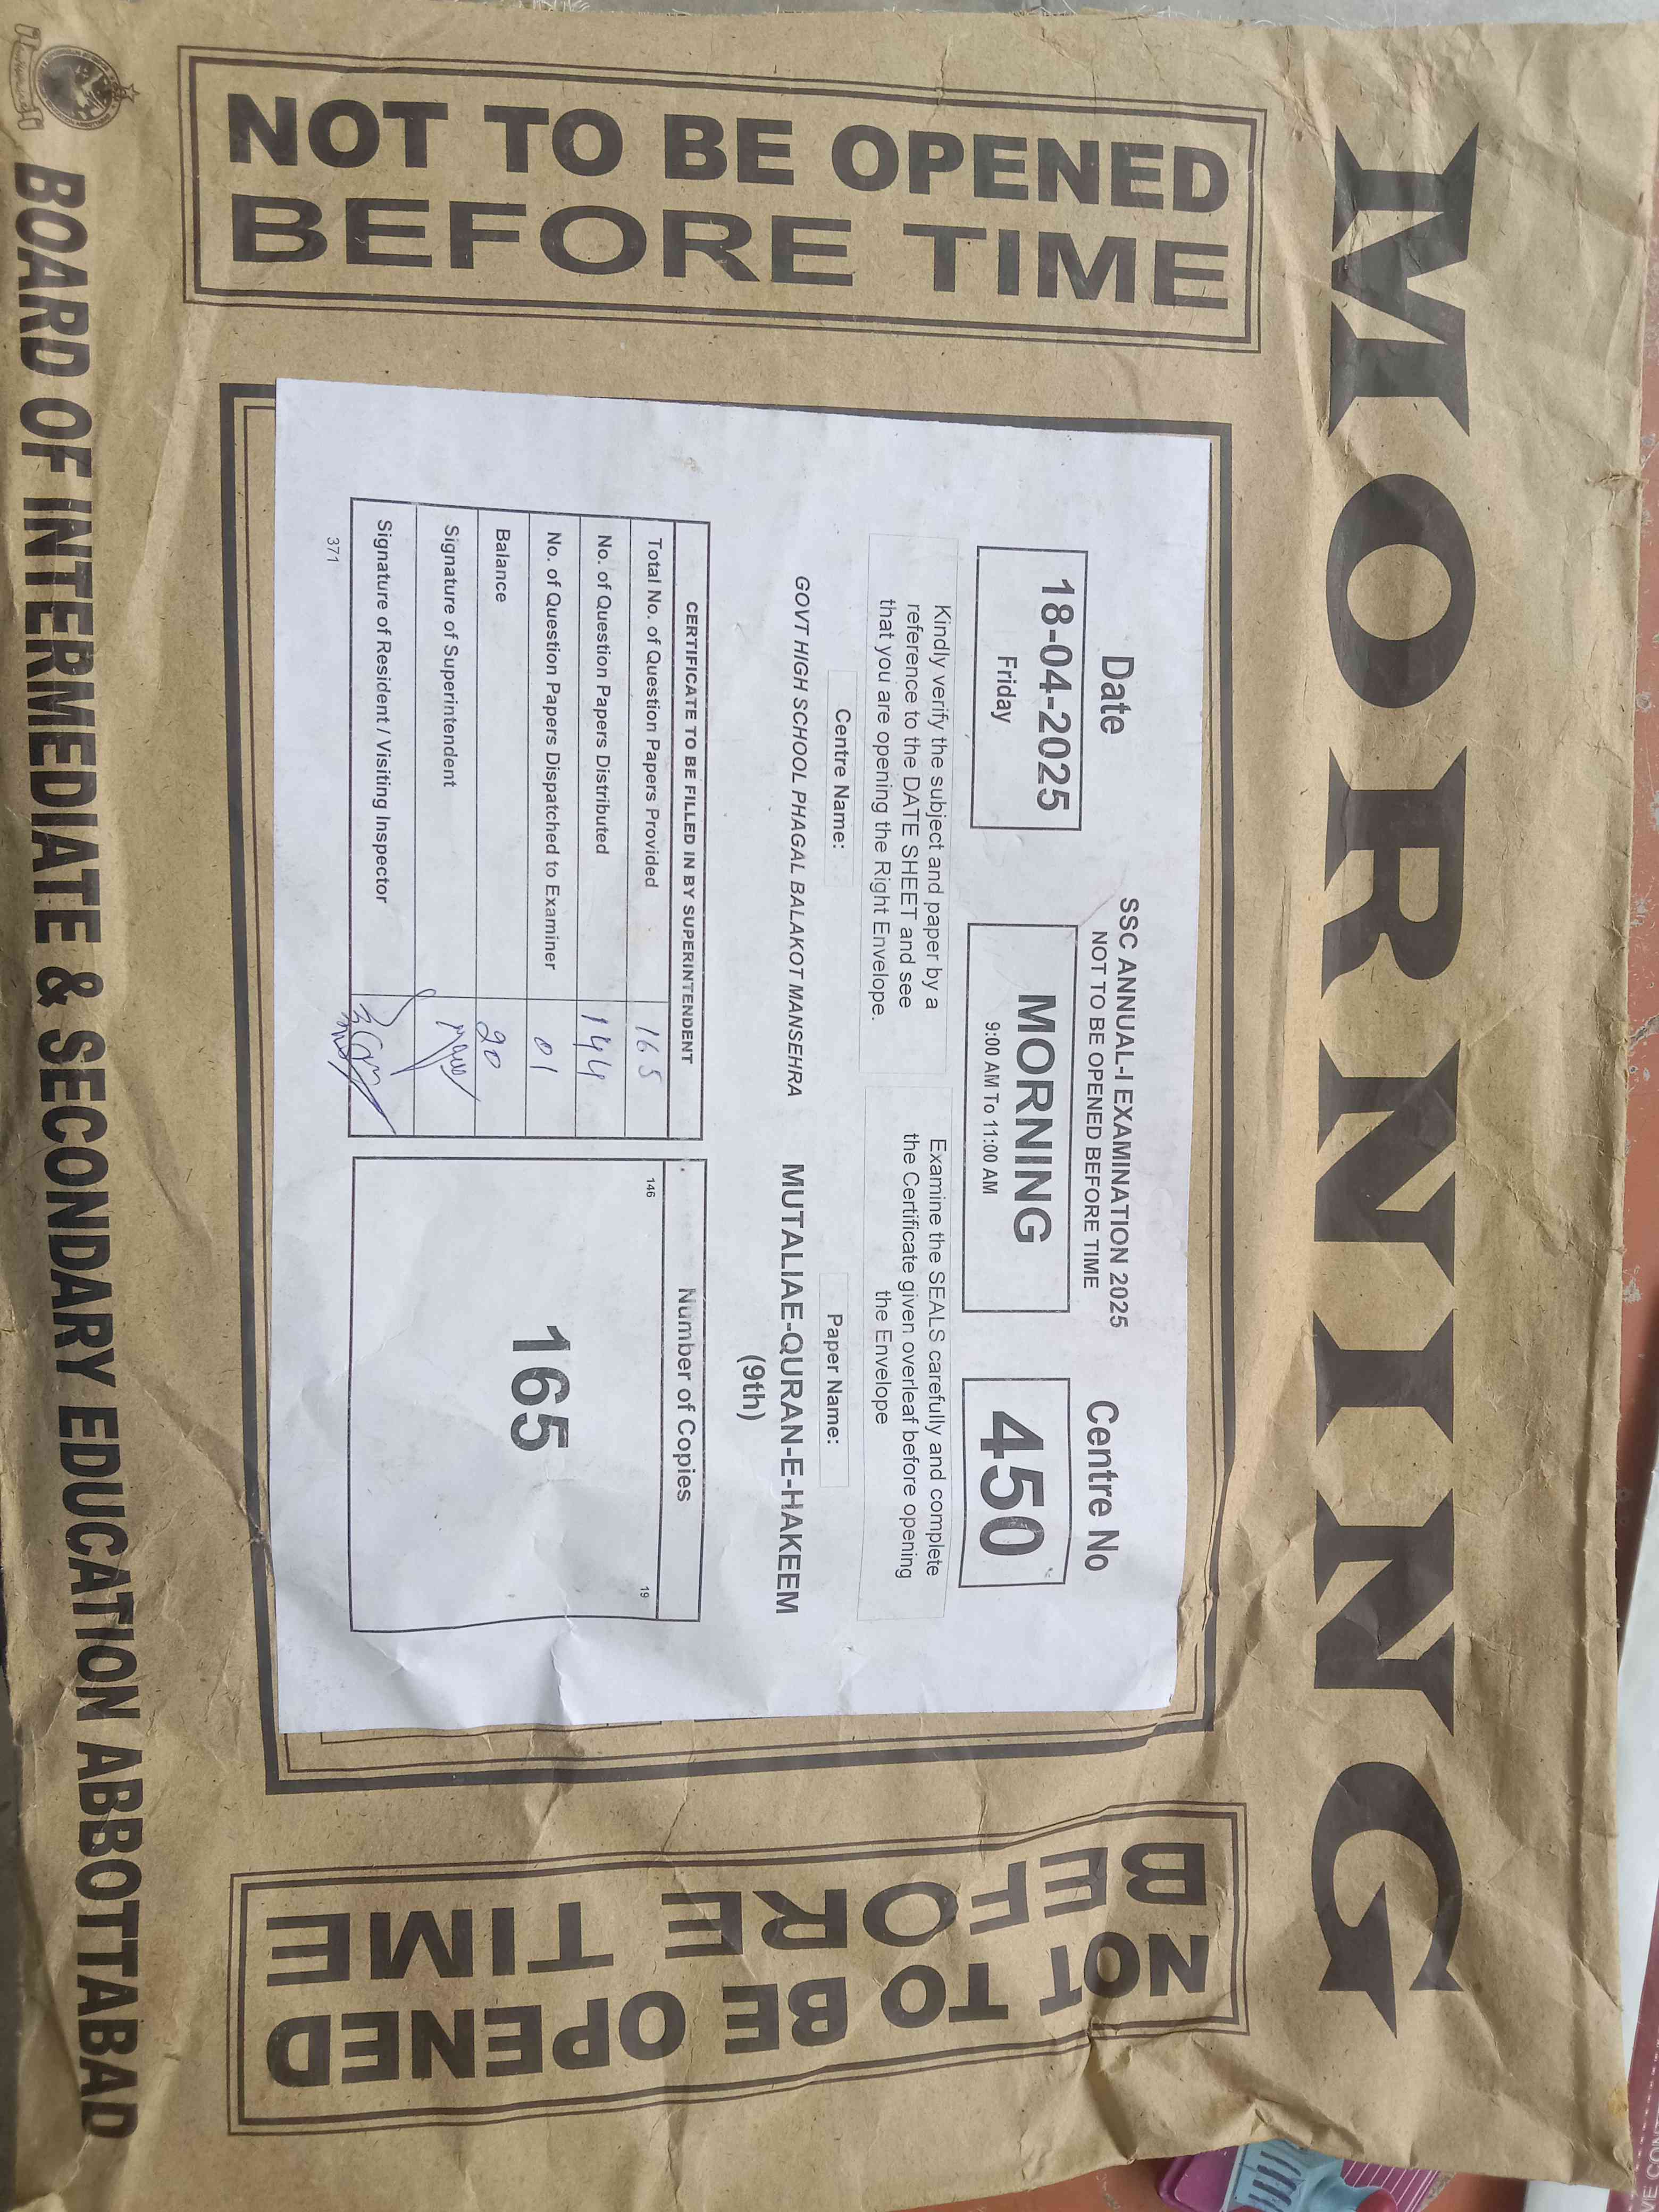 MORNING
NOT TO BE OPENED
BEFORE TIME
SSC ANNUAL-I EXAMINATION 2025
NOT TO BE OPENED BEFORE TIME
Date
18-04-2025
Friday
MORNING
9:00 AM To 11:00 AM
Centre No
450
Kindly verify the subject and paper by a
reference to the DATE SHEET and see
that you are opening the Right Envelope.
Examine the SEALS carefully and complete
the Certificate given overleaf before opening
the Envelope
Centre Name:
GOVT HIGH SCHOOL PHAGAL BALAKOT MANSEHRA
Paper Name:
MUTALIAE-QURAN-E-HAKEEM
(9th)
CERTIFICATE TO BE FILLED IN BY SUPERINTENDENT
Total No. of Question Papers Provided 165
No. of Question Papers Distributed 144
No. of Question Papers Dispatched to Examiner 01
Balance 20
Signature of Superintendent
Signature of Resident / Visiting Inspector
371
Number of Copies
146
19
165
NOT TO BE OPENED
BEFORE TIME
BOARD OF INTERMEDIATE & SECONDARY EDUCATION ABBOTTABAD